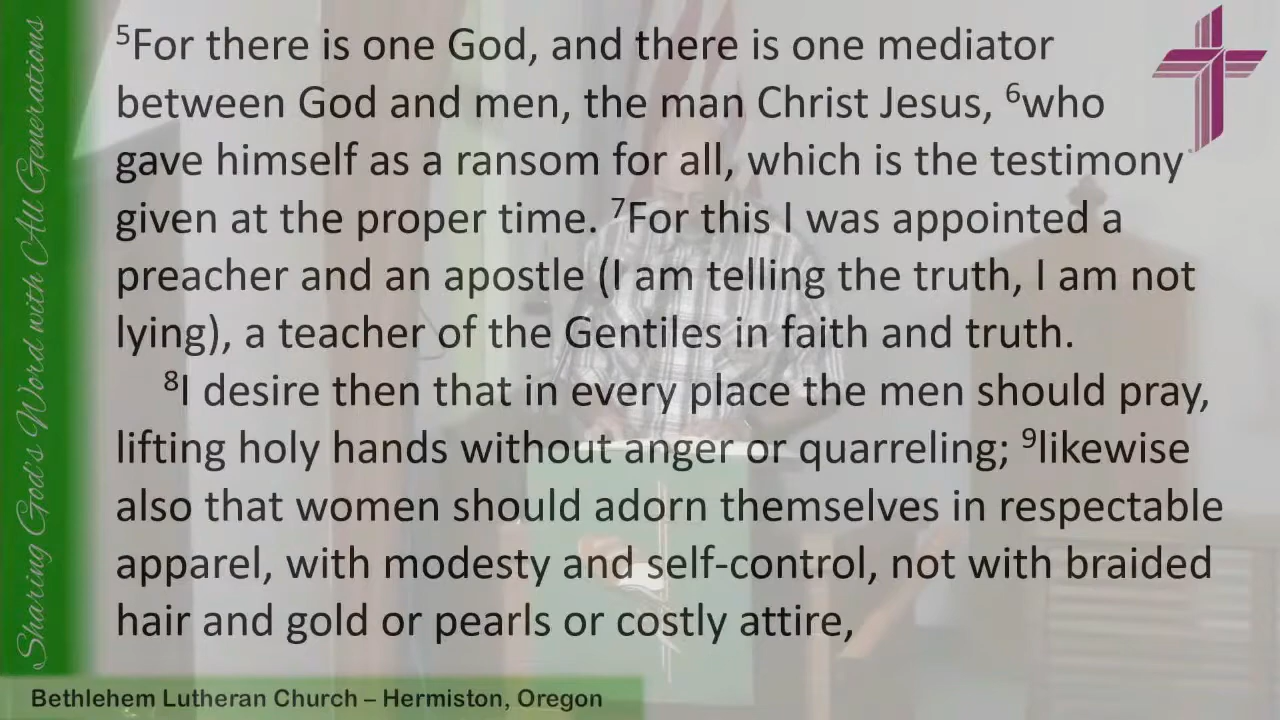 ⁵For there is one God, and there is one mediator
between God and men, the man Christ Jesus, ⁶who
gave himself as a ransom for all, which is the testimony
given at the proper time. ⁷For this I was appointed a
preacher and an apostle (I am telling the truth, I am not
lying), a teacher of the Gentiles in faith and truth.
⁸I desire then that in every place the men should pray,
lifting holy hands without anger or quarreling; ⁹likewise
also that women should adorn themselves in respectable
apparel, with modesty and self-control, not with braided
hair and gold or pearls or costly attire,
Sharing God's Word with All Generations
Bethlehem Lutheran Church – Hermiston, Oregon